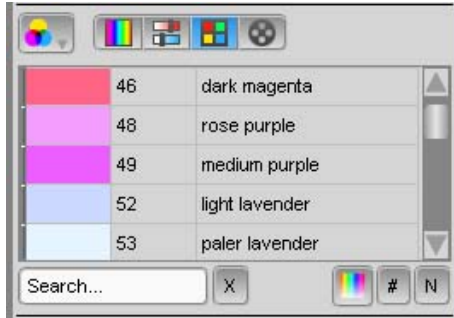 46 dark magenta
48 rose purple
49 medium purple
52 light lavender
53 paler lavender
Search... X # N